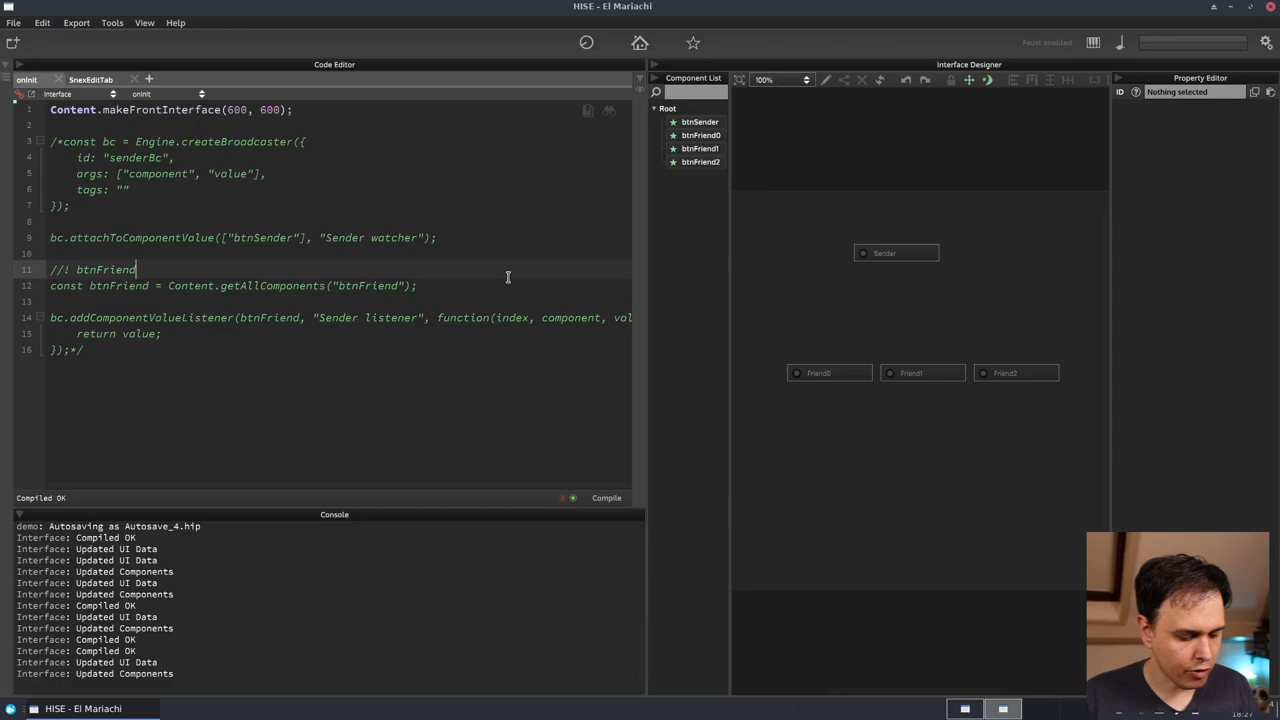 HISE - El Mariachi
File Edit Export Tools View Help
Faust enabled
Code Editor
Interface Designer
onInit SnexEditTab
Interface onInit
Component List
100%
Property Editor
ID Nothing selected
Root
btnSender
btnFriend0
btnFriend1
btnFriend2
1 Content.makeFrontInterface(600, 600);
2
3 /*const bc = Engine.createBroadcaster({
4 id: "senderBc",
5 args: ["component", "value"],
6 tags: ""
7 });
8
9 bc.attachToComponentValue(["btnSender"], "Sender watcher");
10
11 //! btnFriend
12 const btnFriend = Content.getAllComponents("btnFriend");
13
14 bc.addComponentValueListener(btnFriend, "Sender listener", function(index, component, val
15 return value;
16 });*/
Sender
Friend0 Friend1 Friend2
Compiled OK
Compile
Console
demo: Autosaving as Autosave_4.hip
Interface: Compiled OK
Interface: Updated UI Data
Interface: Updated UI Data
Interface: Updated Components
Interface: Updated UI Data
Interface: Updated Components
Interface: Compiled OK
Interface: Updated UI Data
Interface: Updated Components
Interface: Compiled OK
Interface: Compiled OK
Interface: Updated UI Data
Interface: Updated Components
HISE - El Mariachi
18:27